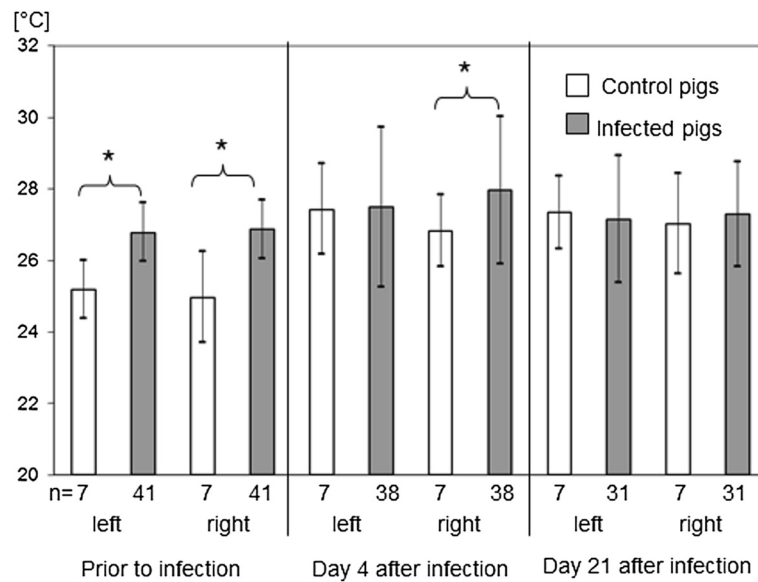 [°C]
32
30
28
26
24
22
20
* * *
Control pigs
Infected pigs
n= 7 41 7 41 7 38 7 38 7 31 7 31
left right left right left right
Prior to infection Day 4 after infection Day 21 after infection